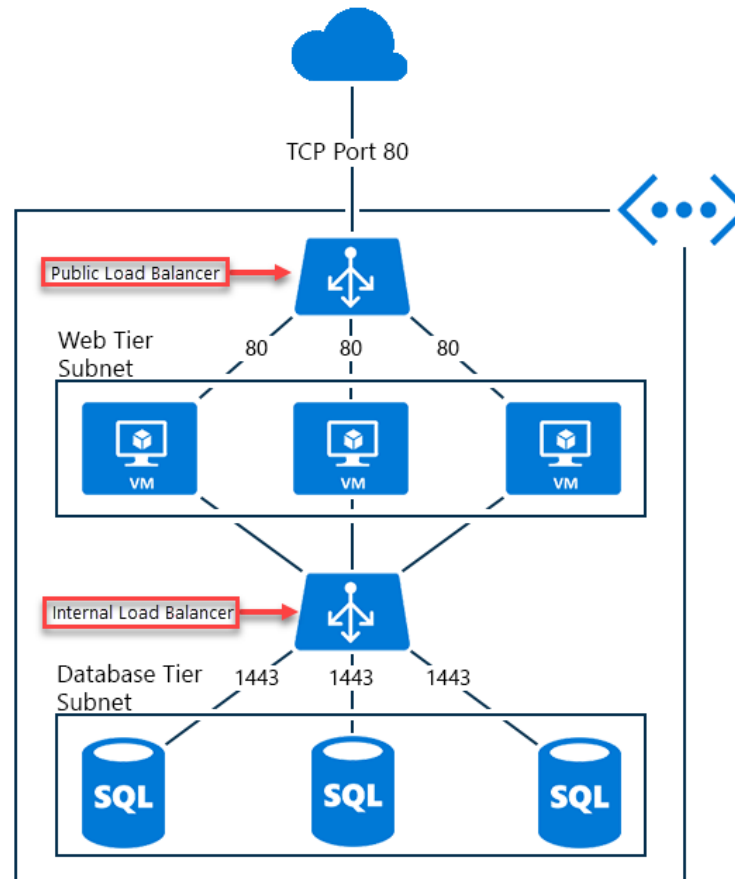 TCP Port 80
Public Load Balancer
Web Tier
Subnet
80 80 80
VM VM VM
Internal Load Balancer
Database Tier
Subnet
1443 1443 1443
SQL SQL SQL